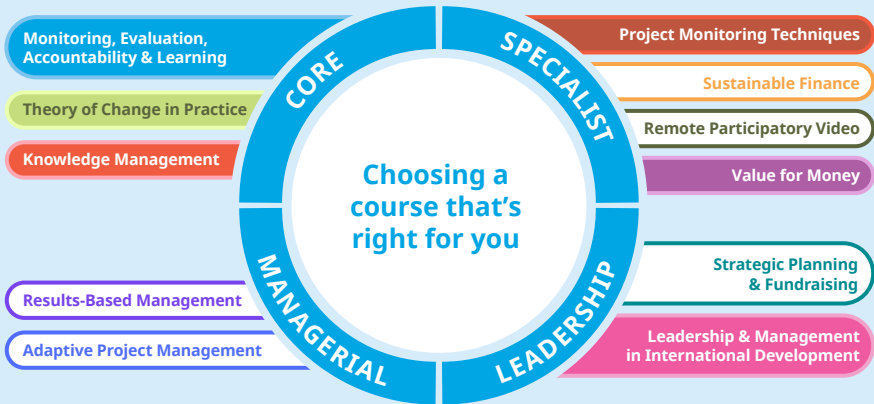 CORE
Monitoring, Evaluation,
Accountability & Learning
Theory of Change in Practice
Knowledge Management
SPECIALIST
Project Monitoring Techniques
Sustainable Finance
Remote Participatory Video
Value for Money
Choosing a
course that's
right for you
MANAGERIAL
Results-Based Management
Adaptive Project Management
LEADERSHIP
Strategic Planning
& Fundraising
Leadership & Management
in International Development